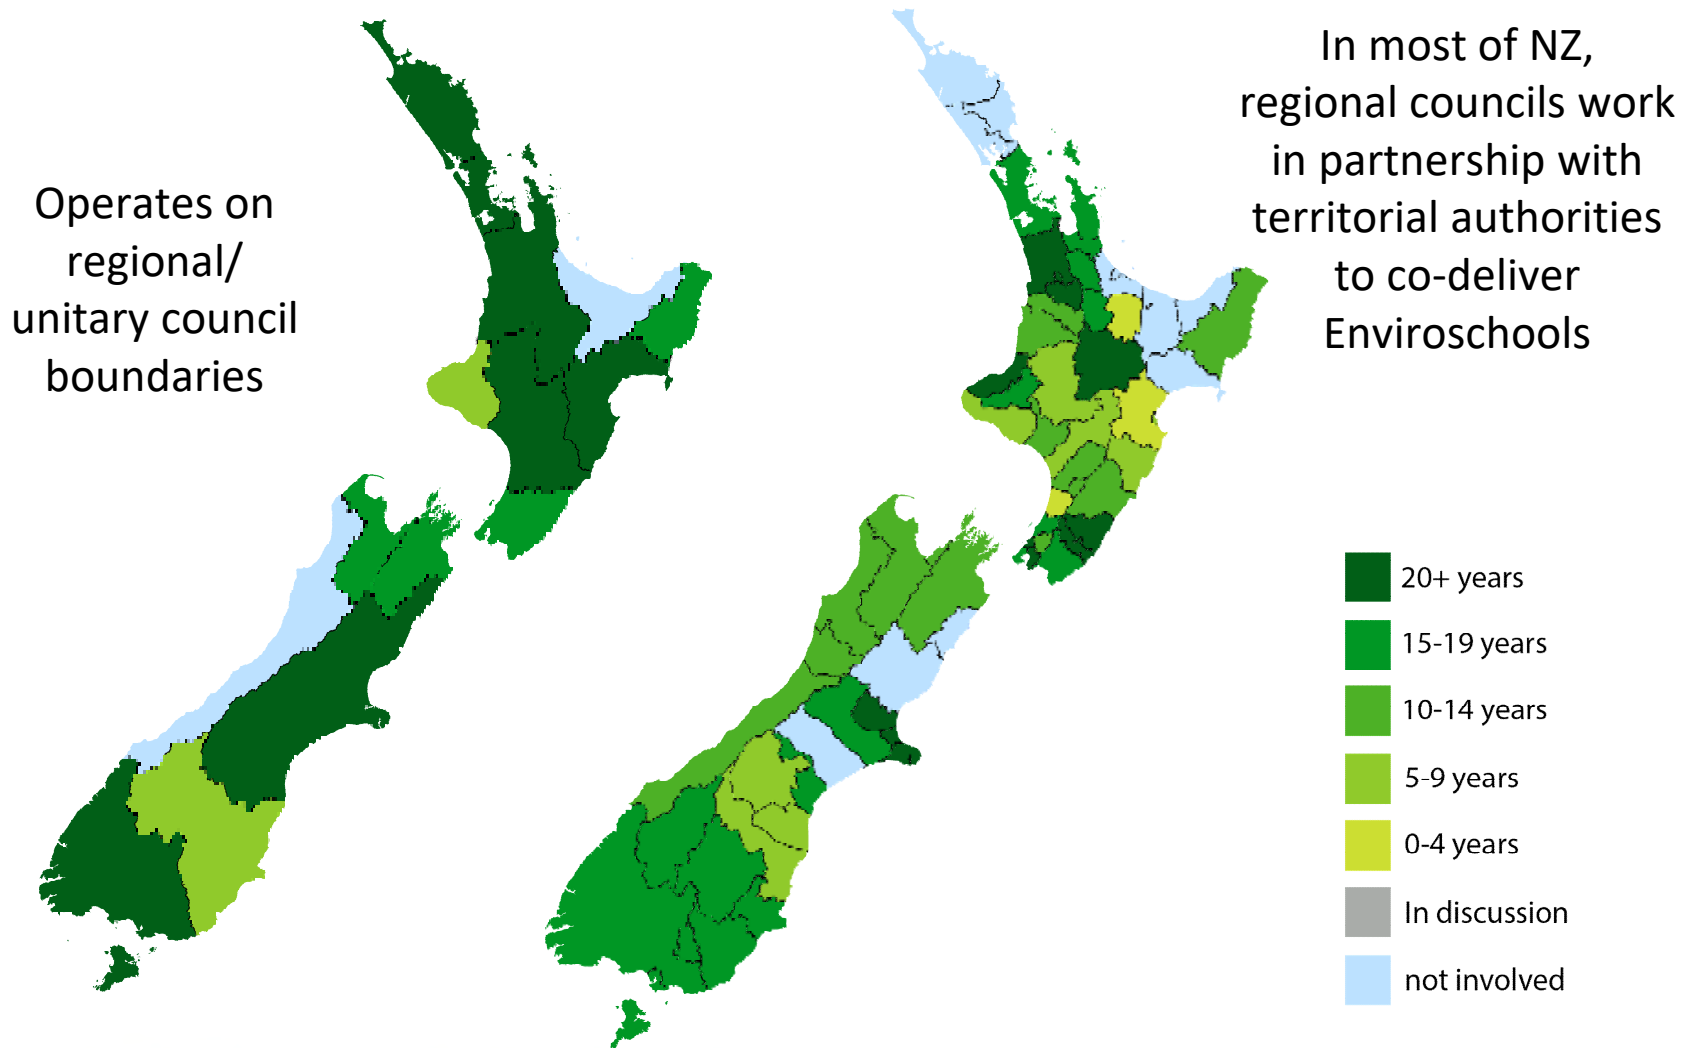 Operates on
regional/
unitary council
boundaries
In most of NZ,
regional councils work
in partnership with
territorial authorities
to co-deliver
Enviroschools
20+ years
15-19 years
10-14 years
5-9 years
0-4 years
In discussion
not involved